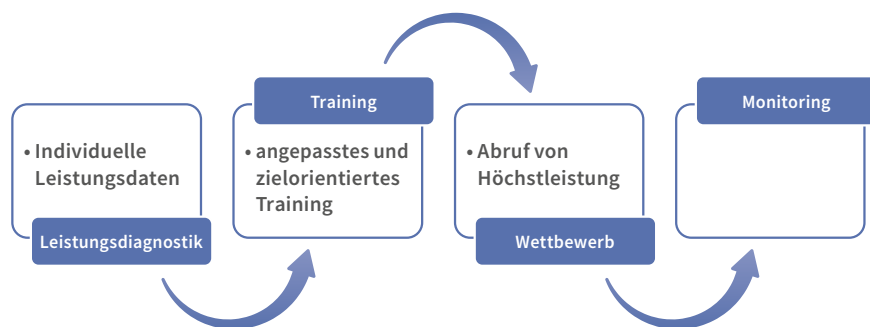 • Individuelle
Leistungsdaten
Leistungsdiagnostik
Training
• angepasstes und
zielorientiertes
Training
• Abruf von
Höchstleistung
Wettbewerb
Monitoring